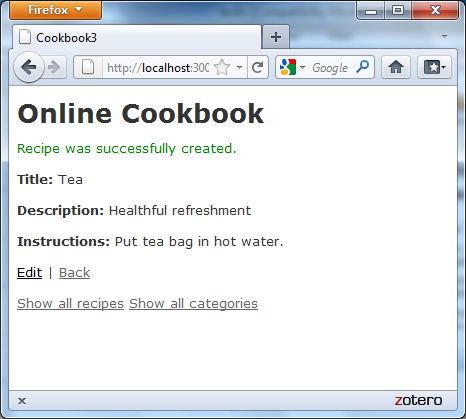 Firefox
Cookbook3
http://localhost:300
Google
Online Cookbook
Recipe was successfully created.
Title: Tea
Description: Healthful refreshment
Instructions: Put tea bag in hot water.
Edit | Back
Show all recipes Show all categories
x zotero